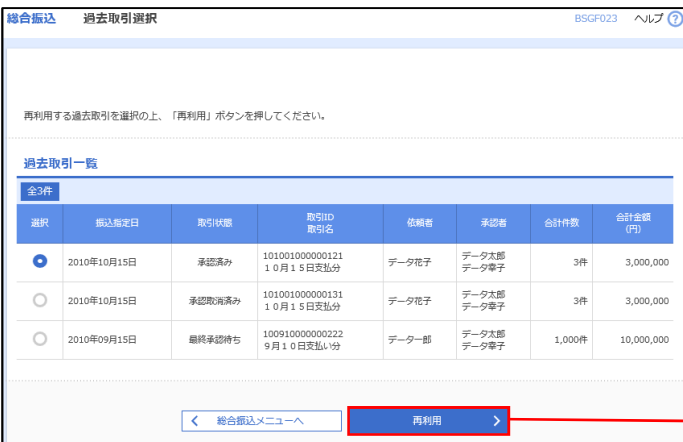 総合振込 過去取引選択 BSGF023 ヘルプ ?
再利用する過去取引を選択の上、「再利用」ボタンを押してください。
過去取引一覧
全3件
選択 振込指定日 取引状態 取引ID 依頼者 承認者 合計件数 合計金額
取引名 (円)
2010年10月15日 承認済み 101001000000121 データ花子 データ太郎 3件 3,000,000
10月15日支払分 データ幸子
2010年10月15日 承認取消済み 101001000000131 データ花子 データ太郎 3件 3,000,000
10月15日支払分 データ幸子
2010年09月15日 最終承認待ち 100910000000222 データ一郎 データ太郎 1,000件 10,000,000
9月10日支払い分 データ幸子
総合振込メニューへ 再利用